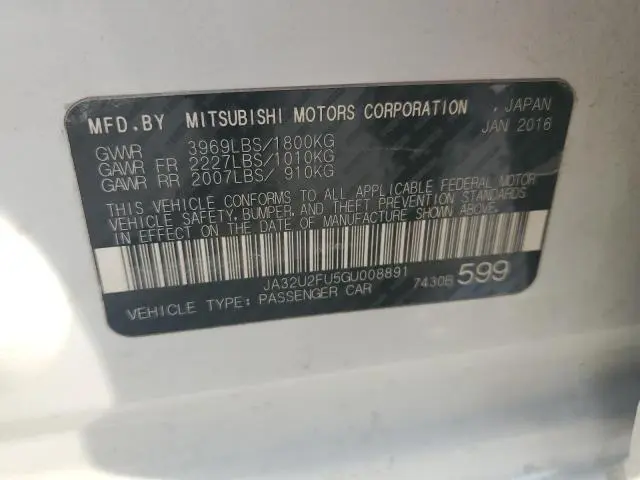 MFD.BY MITSUBISHI MOTORS CORPORATION . JAPAN
JAN 2016
GVWR 3969LBS/1800KG
GAWR FR 2227LBS/1010KG
GAWR RR 2007LBS/ 910KG
THIS VEHICLE CONFORMS TO ALL APPLICABLE FEDERAL MOTOR
VEHICLE SAFETY, BUMPER, AND THEFT PREVENTION STANDARDS
IN EFFECT ON THE DATE OF MANUFACTURE SHOWN ABOVE.
JA32U2FU5GU008891
VEHICLE TYPE: PASSENGER CAR 7430B 599